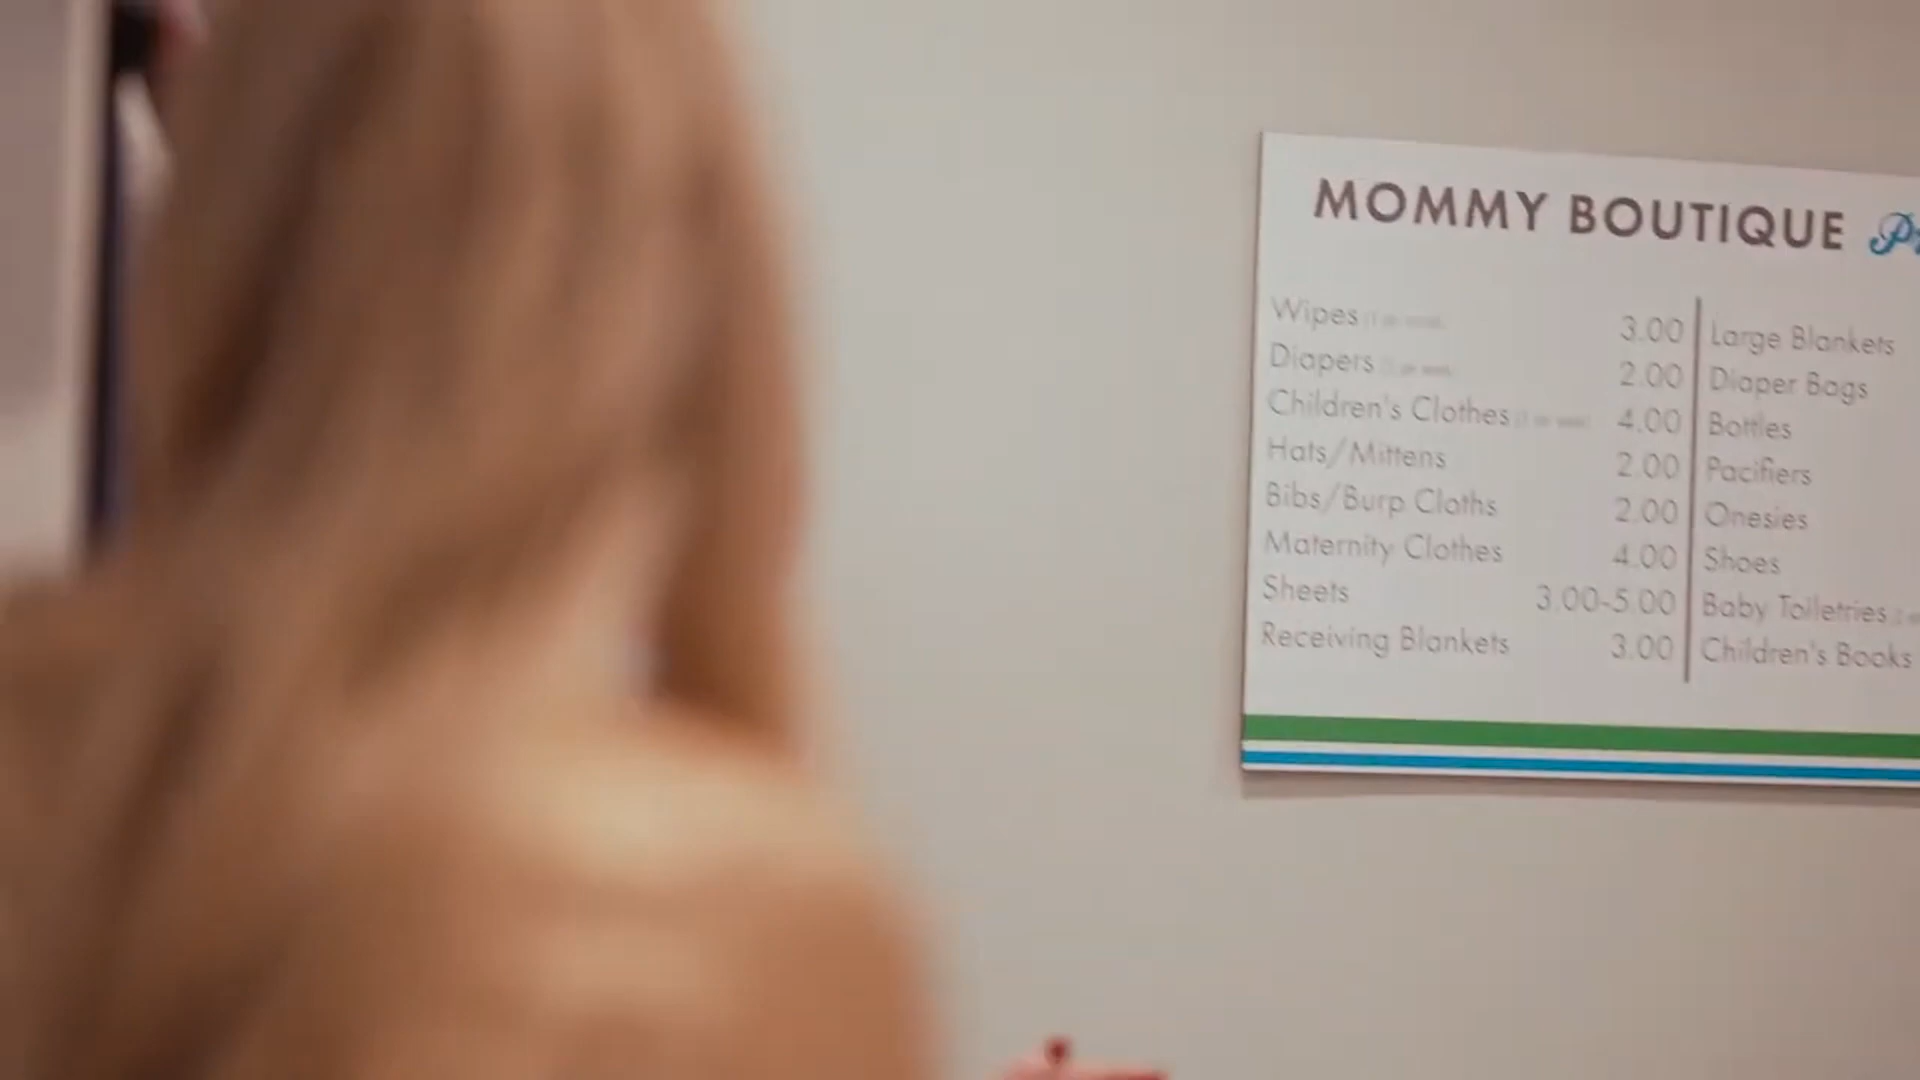 MOMMY BOUTIQUE
Wipes 3.00
Diapers 2.00
Children's Clothes 4.00
Hats/Mittens 2.00
Bibs/Burp Cloths 2.00
Maternity Clothes 4.00
Sheets 3.00-5.00
Receiving Blankets 3.00
Large Blankets
Diaper Bags
Bottles
Pacifiers
Onesies
Shoes
Baby Toiletries
Children's Books